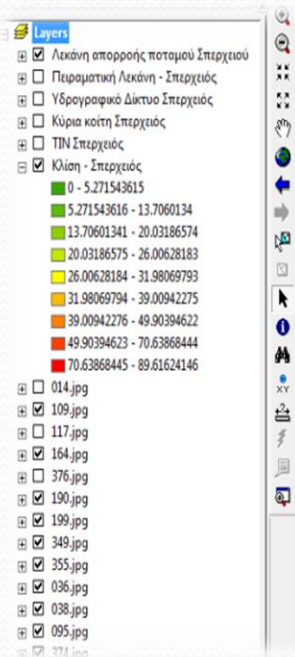 Layers
Λεκάνη απορροής ποταμού Σπερχειού
Πειραματική Λεκάνη - Σπερχειός
Υδρογραφικό Δίκτυο Σπερχειός
Κύρια κοίτη Σπερχειός
TIN Σπερχειός
Κλίση - Σπερχειός
0 - 5.271543615
5.271543616 - 13.7060134
13.70601341 - 20.03186574
20.03186575 - 26.00628183
26.00628184 - 31.98069793
31.98069794 - 39.00942275
39.00942276 - 49.90394622
49.90394623 - 70.63868444
70.63868445 - 89.61624146
014.jpg
109.jpg
117.jpg
164.jpg
376.jpg
190.jpg
199.jpg
349.jpg
355.jpg
036.jpg
038.jpg
095.jpg
374.jpg
XY